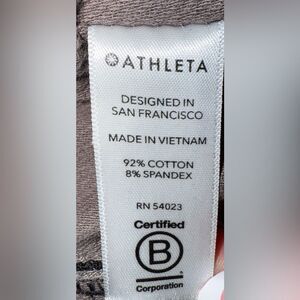 ATHLETA
DESIGNED IN
SAN FRANCISCO
MADE IN VIETNAM
92% COTTON
8% SPANDEX
RN 54023
Certified
B
Corporation